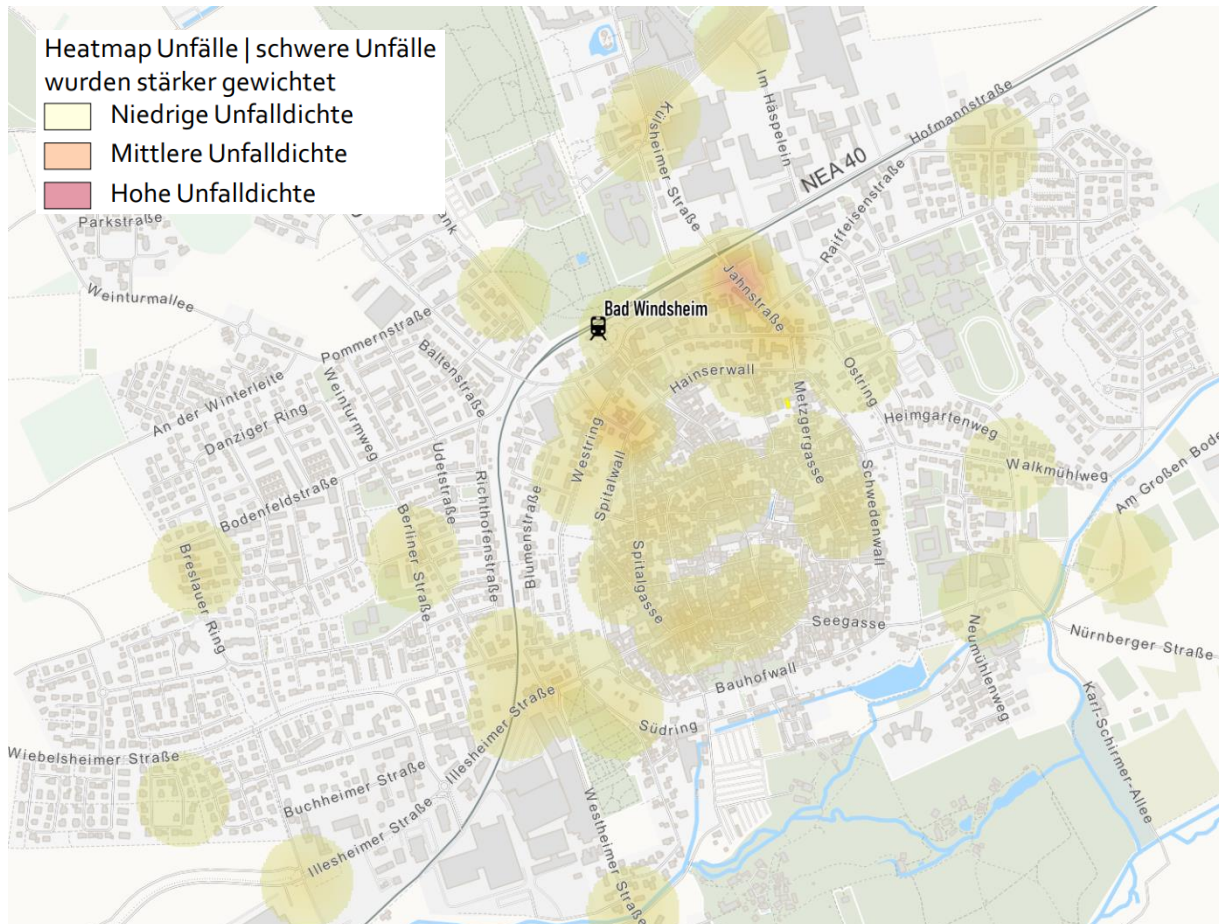 Heatmap Unfälle | schwere Unfälle
wurden stärker gewichtet
Niedrige Unfalldichte
Mittlere Unfalldichte
Hohe Unfalldichte
Im Häspelein
Külsheimer Straße
Hofmannstraße
NEA 40
Raiffeisenstraße
Parkstraße
Weinturmallee
Jahnstraße
Bad Windsheim
Pommernstraße
Baltenstraße
An der Winterleite
Danziger Ring
Weinturmweg
Hainserwall
Ostring
Metzgergasse
Heimgartenweg
Walkmühlweg
Am Großen Bode
Westring
Spitalwall
Udetstraße
Bodenfeldstraße
Richthofenstraße
Schwedenwall
Blumenstraße
Berliner Straße
Breslauer Ring
Spitalgasse
Seegasse
Neumühlenweg
Nürnberger Straße
Bauhofwall
Südring
Karl-Schirmer-Allee
Illesheimer Straße
Wiebelsheimer Straße
Buchheimer Straße
Illesheimer Straße
Westheimer Straße